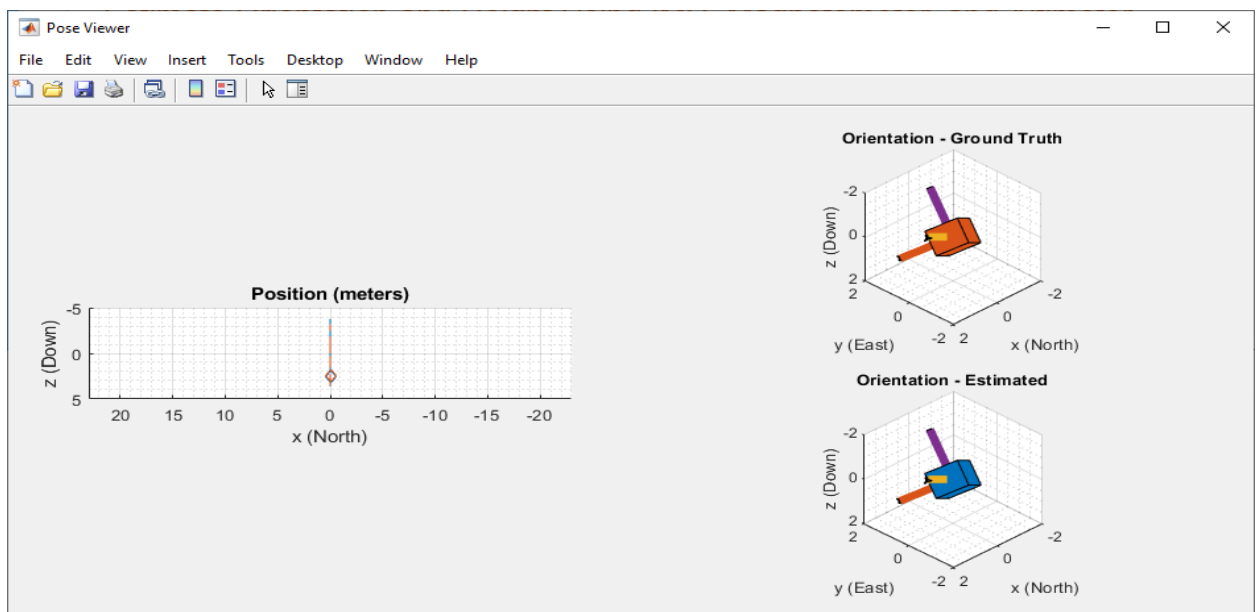 Pose Viewer
File Edit View Insert Tools Desktop Window Help
Position (meters)
-5
0
5
z (Down)
20 15 10 5 0 -5 -10 -15 -20
x (North)
Orientation - Ground Truth
-2
0
2
z (Down)
2 0 -2
y (East)
2 0 -2
x (North)
Orientation - Estimated
-2
0
2
z (Down)
2 0 -2
y (East)
2 0 -2
x (North)